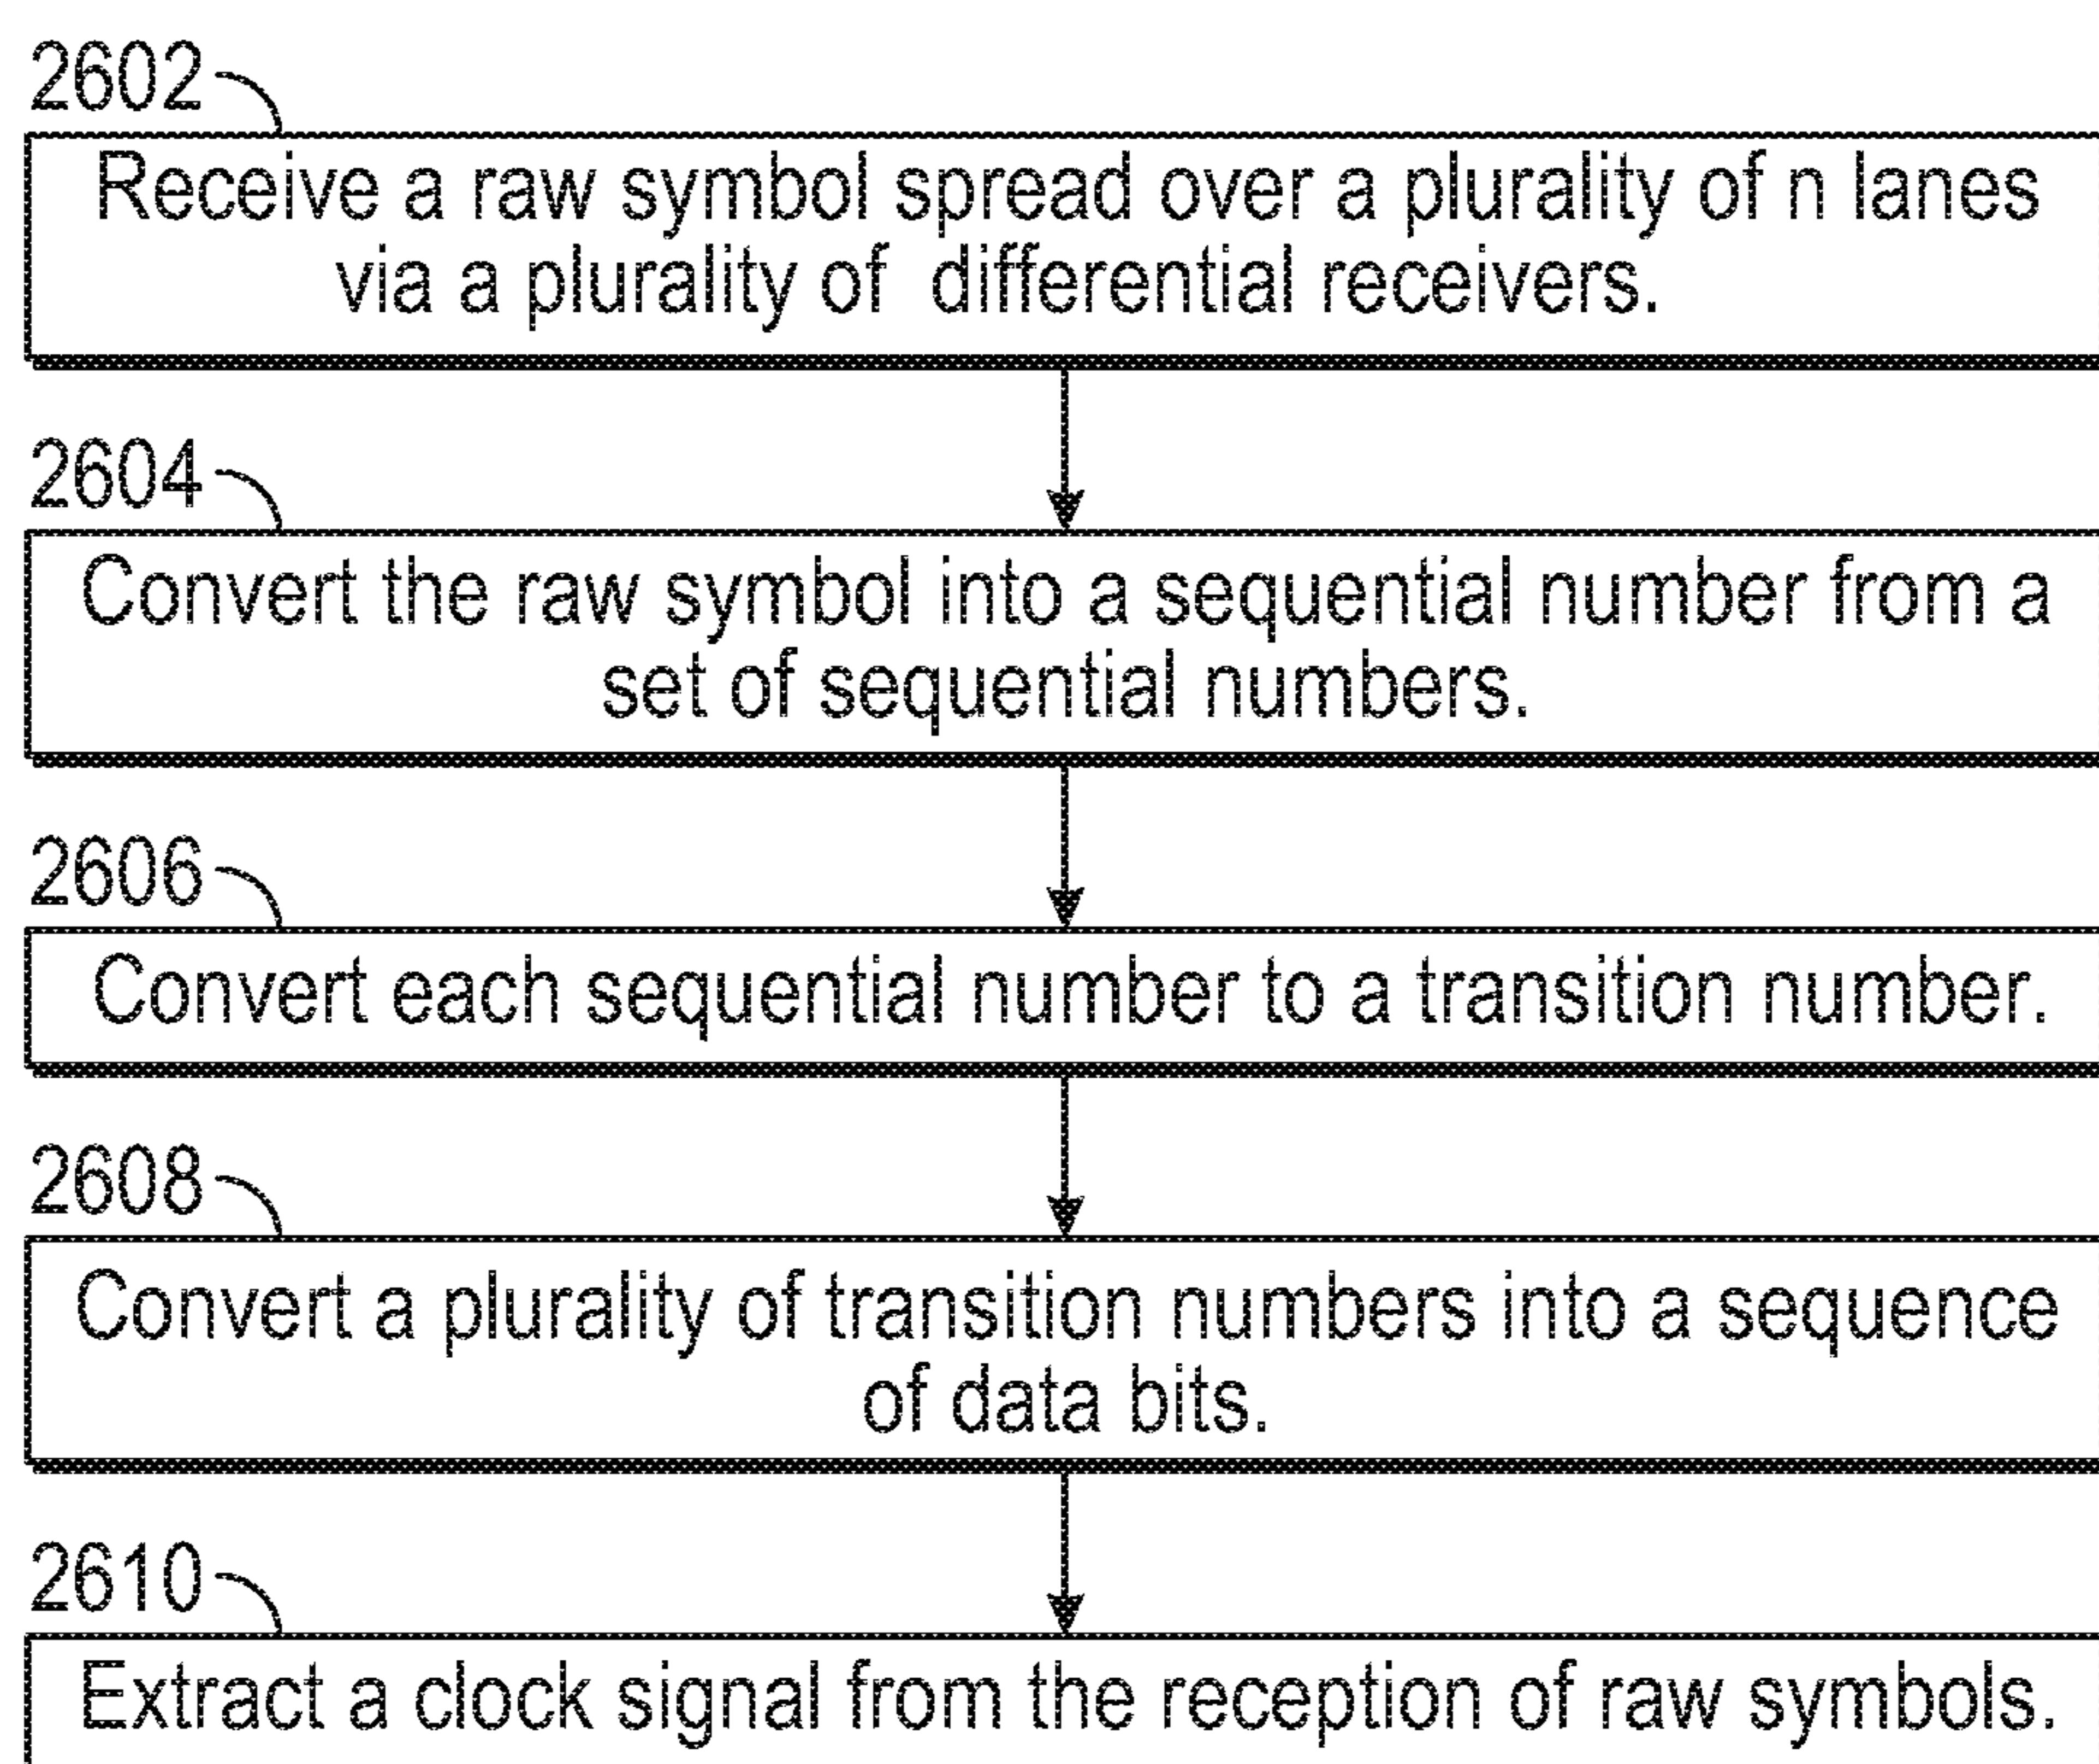 2602
Receive a raw symbol spread over a plurality of n lanes
via a plurality of differential receivers.
2604
Convert the raw symbol into a sequential number from a
set of sequential numbers.
2606
Convert each sequential number to a transition number.
2608
Convert a plurality of transition numbers into a sequence
of data bits.
2610
Extract a clock signal from the reception of raw symbols.